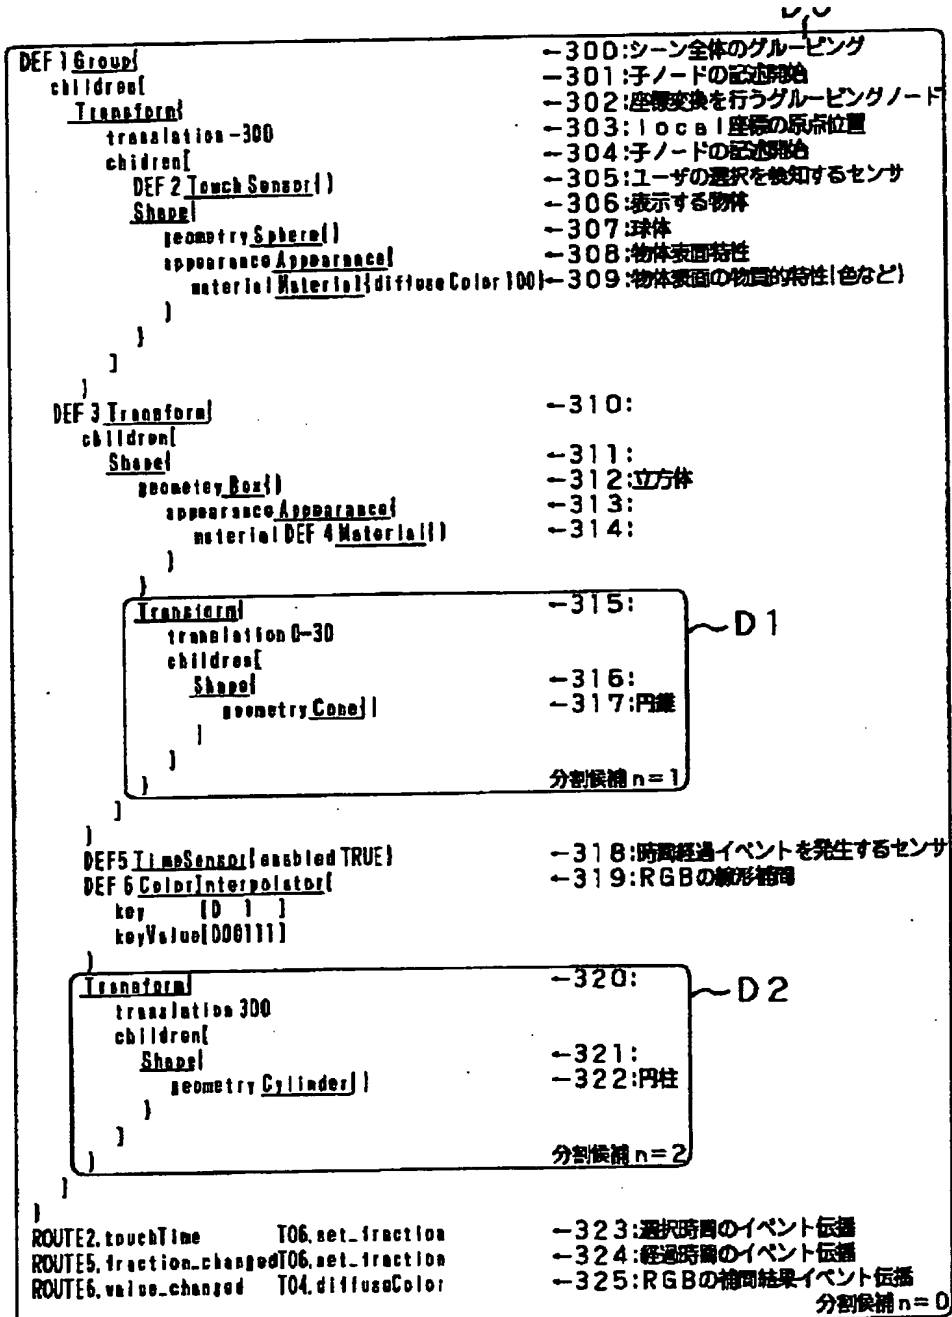 D0
DEF 1 Group{ ←300:シーン全体のグルーピング
children[ ←301:子ノードの記述開始
Transform{ ←302:座標変換を行うグルーピングノード
translation -300 ←303:local座標の原点位置
chidren[ ←304:子ノードの記述開始
DEF 2 TouchSensor{} ←305:ユーザの選択を検知するセンサ
Shape{ ←306:表示する物体
geometry Sphere{} ←307:球体
appearance Appearance{ ←308:物体表面特性
material Material{diffuseColor 100} ←309:物体表面の物質的特性(色など)
}
}
]
}
DEF 3 Transform{ ←310:
children[
Shape{ ←311:
geometey Box{} ←312:立方体
appearance Appearance{ ←313:
material DEF 4 Material{} ←314:
}
}
Transform{ ←315:
translation 0-30 D1
children[
Shape{ ←316:
geometry Cone{} ←317:円錐
}
]
} 分割候補 n=1
]
}
DEF5 TimeSensor{enabled TRUE} ←318:時間経過イベントを発生するセンサ
DEF 6 ColorInterpolator{ ←319:RGBの線形補間
key [0 1 ]
keyValue[000111]
}
Transform{ ←320:
translation 300 D2
children[
Shape{ ←321:
geometry Cylinder{} ←322:円柱
}
]
} 分割候補 n=2
]
}
ROUTE2.touchTime TO6.set_fraction ←323:選択時間のイベント伝播
ROUTE5.fraction_changedTO6.set_fraction ←324:経過時間のイベント伝播
ROUTE6.value_changed TO4.diffuseColor ←325:RGBの補間結果イベント伝播
分割候補 n=0